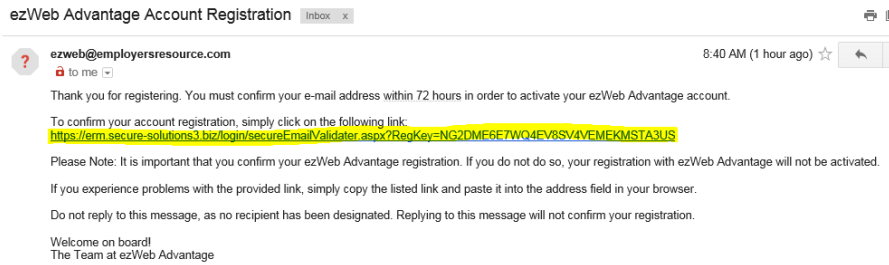 ezWeb Advantage Account Registration Inbox x
ezweb@employersresource.com 8:40 AM (1 hour ago)
?
to me
Thank you for registering. You must confirm your e-mail address within 72 hours in order to activate your ezWeb Advantage account.
To confirm your account registration, simply click on the following link:
https://erm.secure-solutions3.biz/login/secureEmailValidater.aspx?RegKey=NG2DME6E7WQ4EV8SV4VEMEKMSTA3US
Please Note: It is important that you confirm your ezWeb Advantage registration. If you do not do so, your registration with ezWeb Advantage will not be activated.
If you experience problems with the provided link, simply copy the listed link and paste it into the address field in your browser.
Do not reply to this message, as no recipient has been designated. Replying to this message will not confirm your registration.
Welcome on board!
The Team at ezWeb Advantage